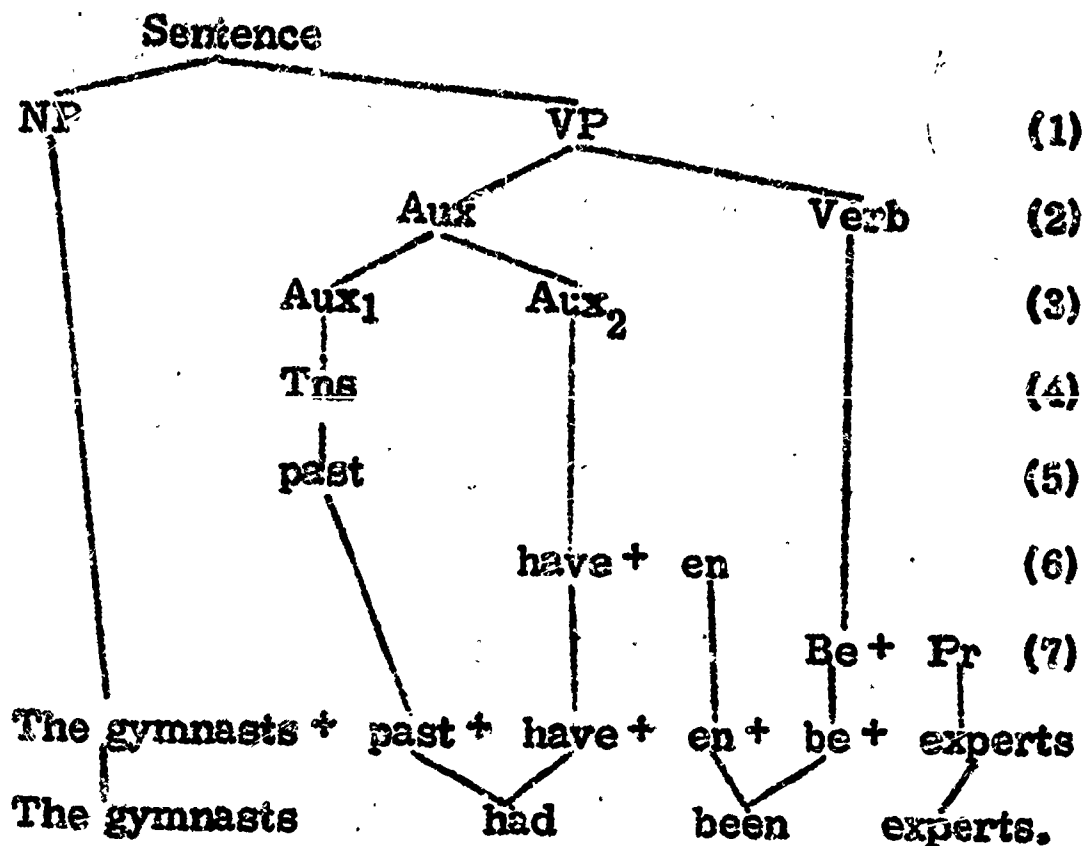 Sentence
NP VP (1)
Aux Verb (2)
Aux1 Aux2 (3)
Tns (4)
past (5)
have + en (6)
Be + Pr (7)
The gymnasts + past + have + en + be + experts
The gymnasts had been experts.